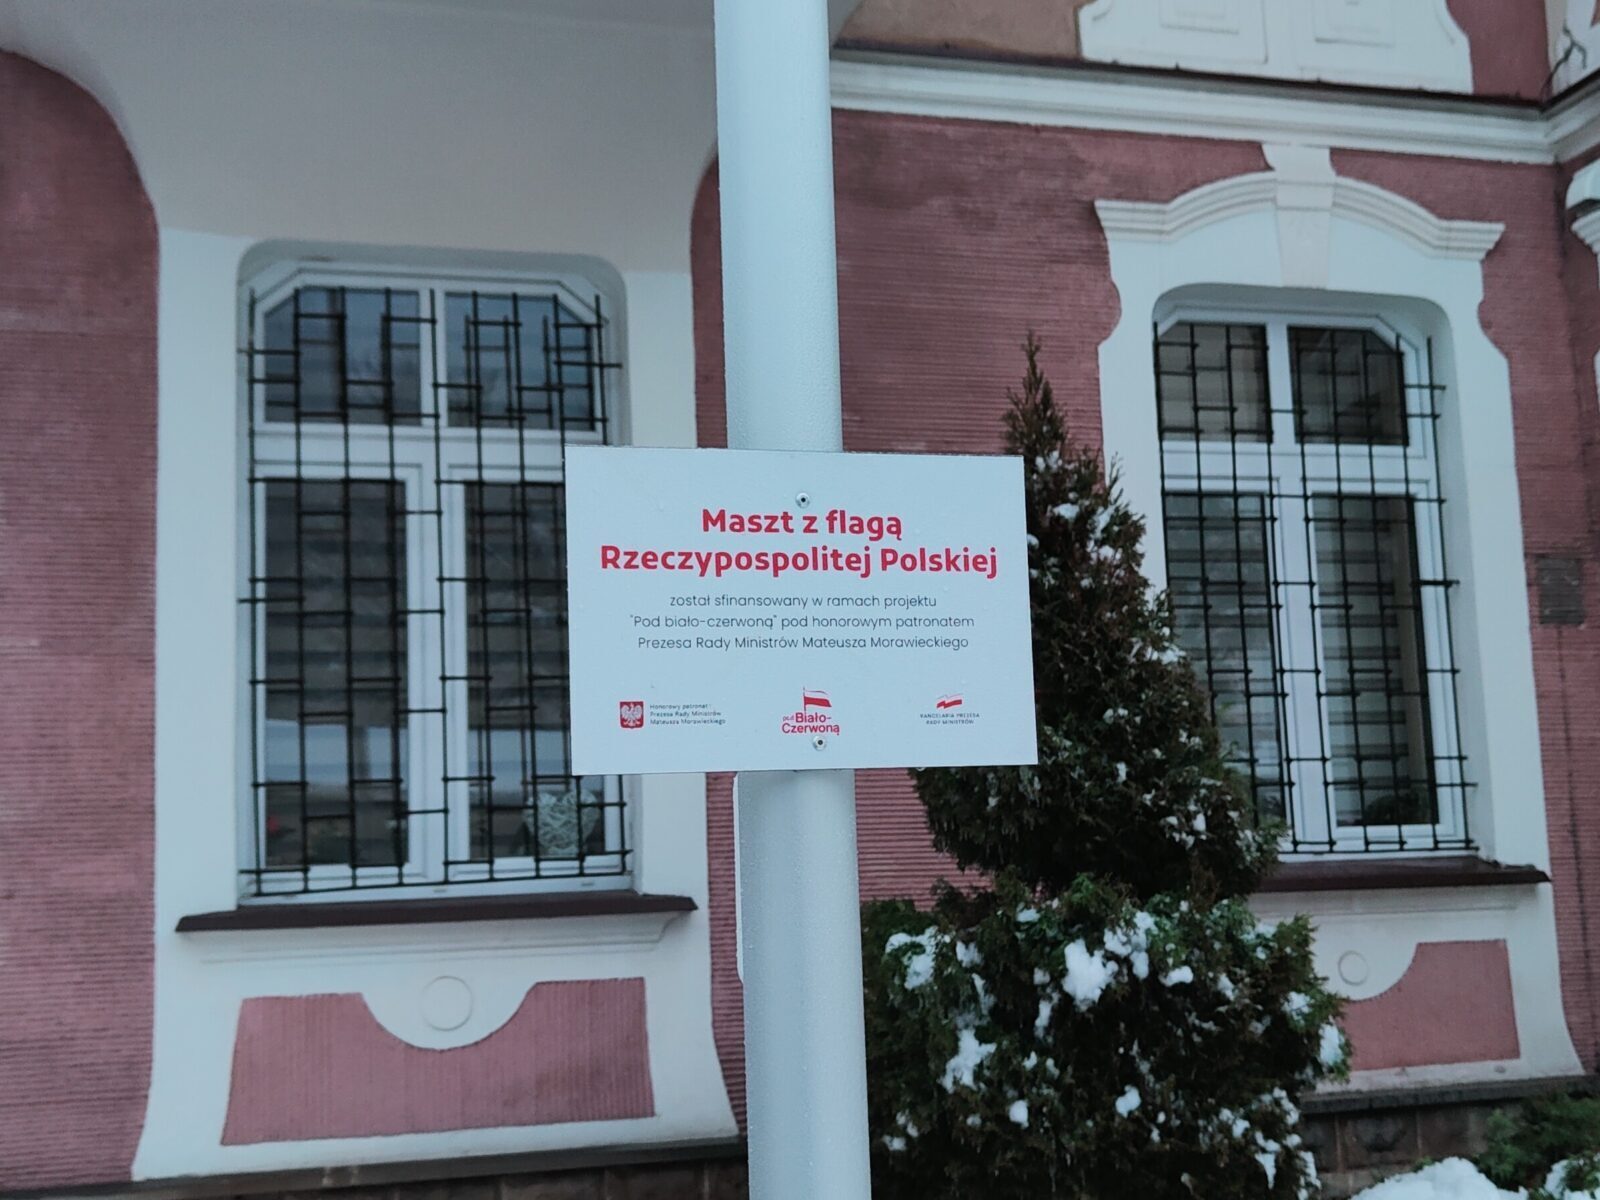 Maszt z flagą
Rzeczypospolitej Polskiej
został sfinansowany w ramach projektu
"Pod biało-czerwoną" pod honorowym patronatem
Prezesa Rady Ministrów Mateusza Morawieckiego
Honorowy patronat:
Prezesa Rady Ministrów
Mateusza Morawieckiego
pod Biało-
Czerwoną
KANCELARIA PREZESA
RADY MINISTRÓW